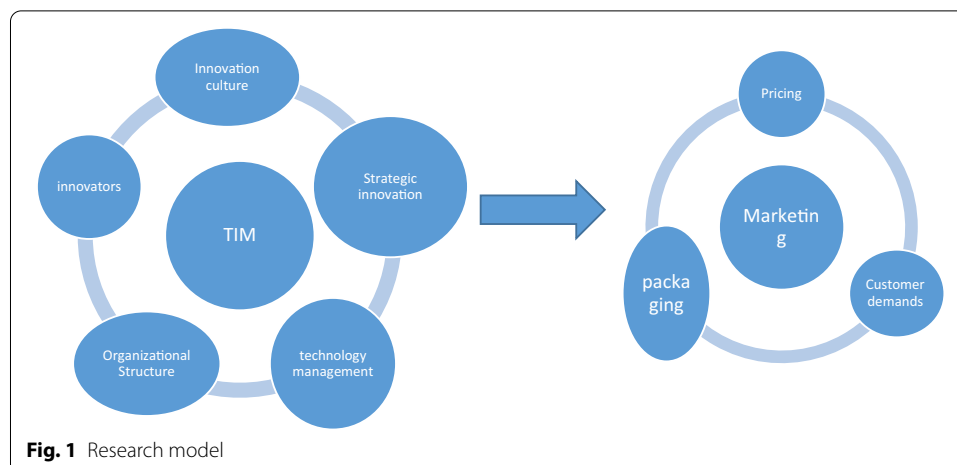 Innovation
culture
Strategic
innovation
technology
management
Organizational
Structure
innovators
TIM
Pricing
Customer
demands
packa
ging
Marketin
g
Fig. 1 Research model